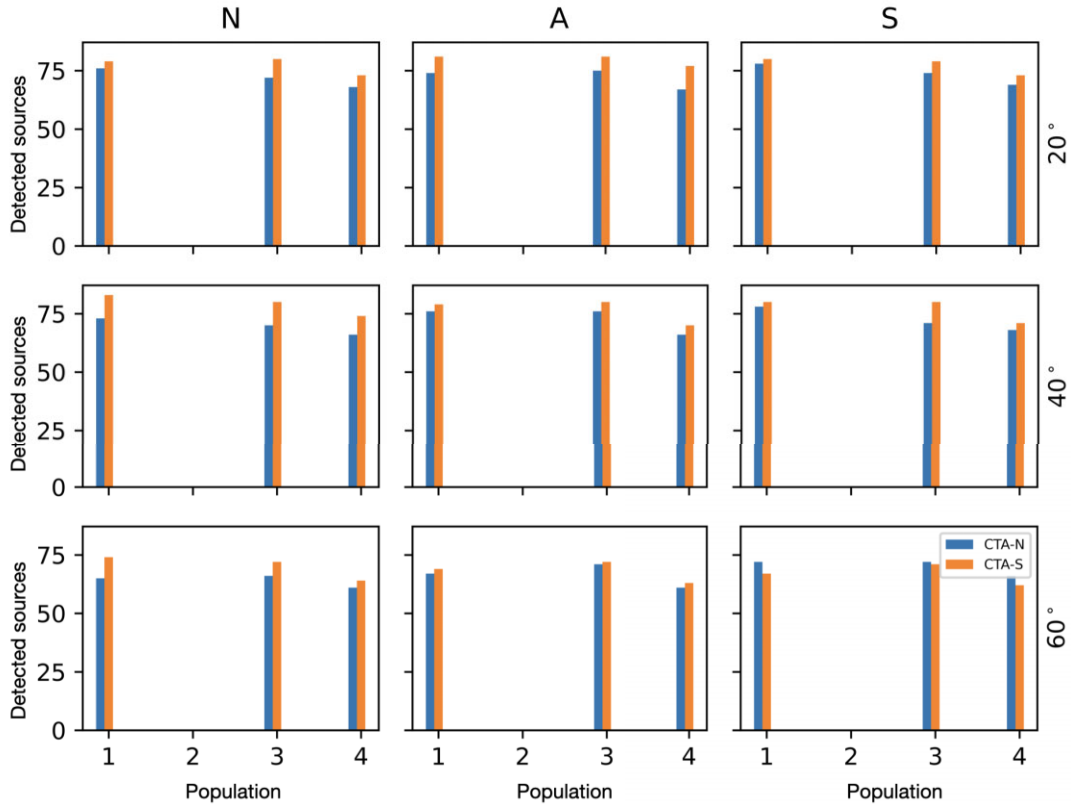 N A S
Detected sources
75
50
25
0
20°
Detected sources
75
50
25
0
40°
Detected sources
75
50
25
0
CTA-N
CTA-S
60°
1 2 3 4 1 2 3 4 1 2 3 4
Population Population Population